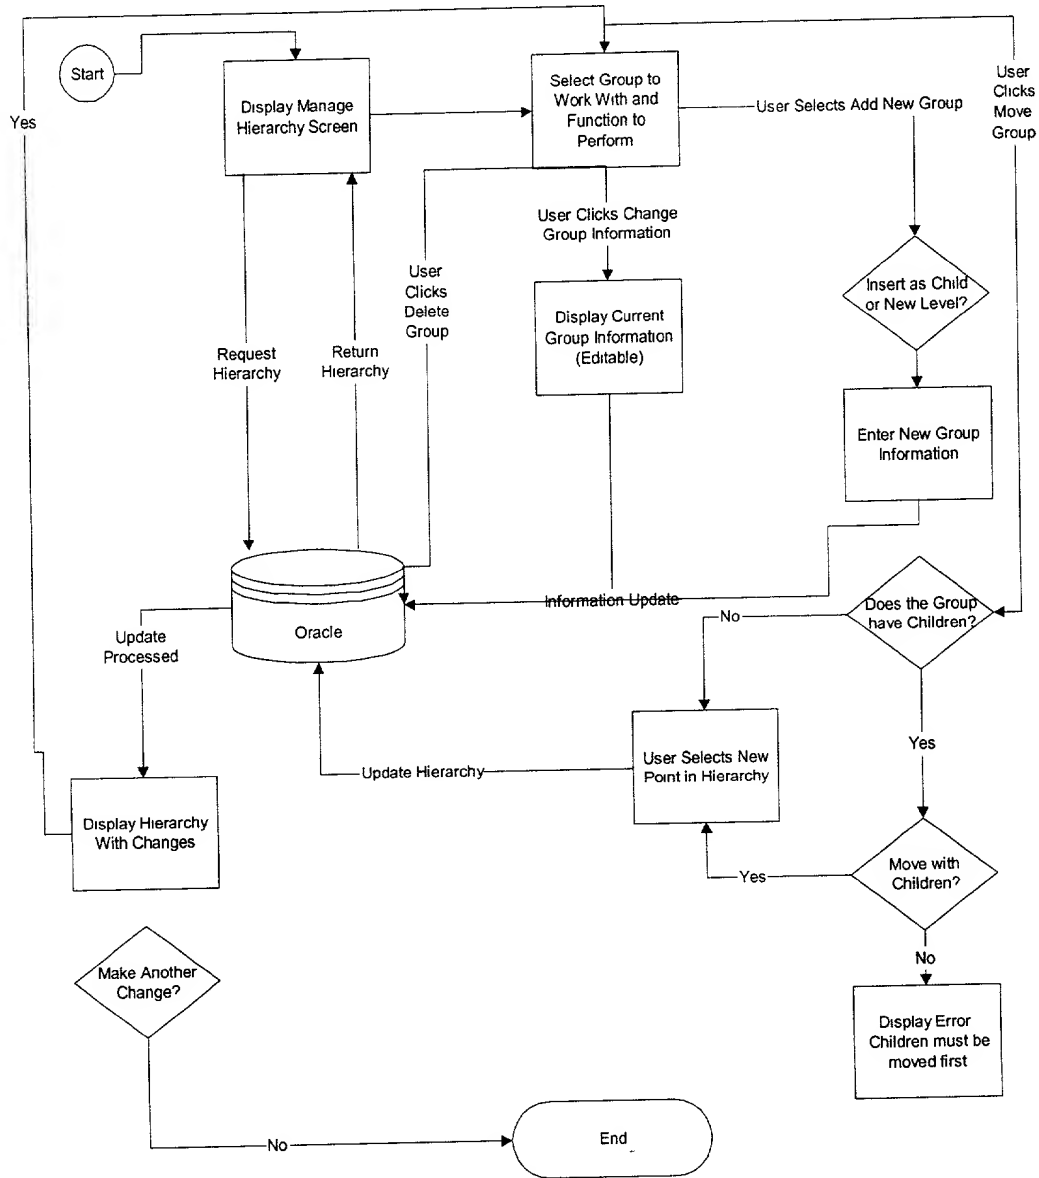 Start
Display Manage
Hierarchy Screen
Select Group to
Work With and
Function to
Perform
User Selects Add New Group
User
Clicks
Move
Group
Yes
User Clicks Change
Group Information
User
Clicks
Delete
Group
Insert as Child
or New Level?
Display Current
Group Information
(Editable)
Request
Hierarchy
Return
Hierarchy
Enter New Group
Information
Information Update
Oracle
Does the Group
have Children?
No
Update
Processed
Yes
User Selects New
Point in Hierarchy
Update Hierarchy
Display Hierarchy
With Changes
Move with
Children?
Yes
No
Make Another
Change?
Display Error
Children must be
moved first
No
End